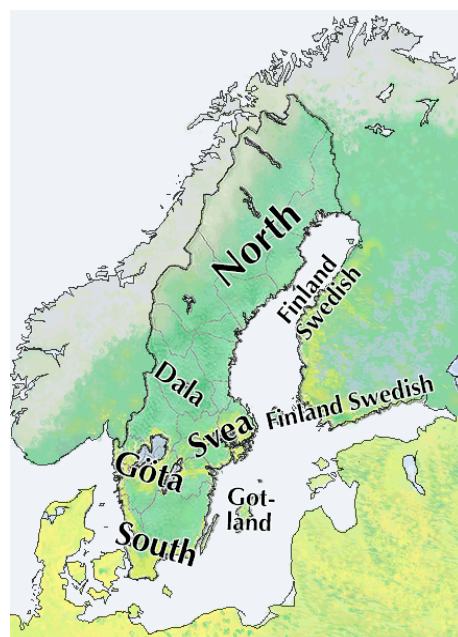 North
Finland
Swedish
Dala
Finland Swedish
Svea
Göta
Got-
land
South